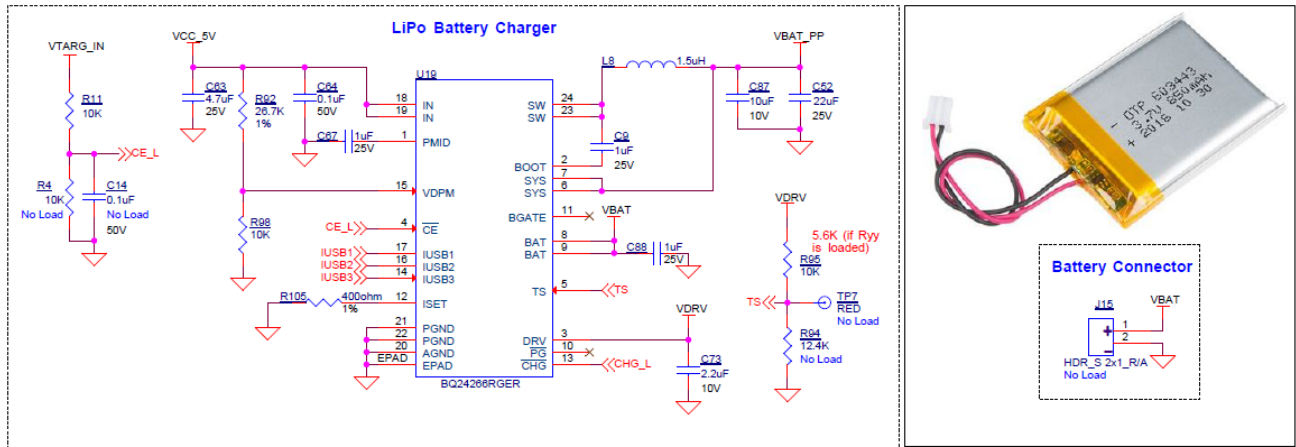 LiPo Battery Charger
VTARG_IN
R11
10K
CE_L
R4
10K
No Load
C14
0.1uF
No Load
50V
VCC_5V
C63
4.7uF
25V
R92
26.7K
1%
C64
0.1uF
50V
C67
1uF
25V
R98
10K
CE_L
IUSB1
IUSB2
IUSB3
R105
400ohm
1%
EPAD
U19
18
IN
19
IN
1
PMID
15
VDPM
4
CE
17
IUSB1
16
IUSB2
14
IUSB3
12
ISET
21
PGND
22
PGND
20
AGND
EPAD
24
SW
23
SW
2
BOOT
7
SYS
6
SYS
11
BGATE
8
BAT
9
BAT
5
TS
3
DRV
10
PG
13
CHG
BQ24266RGER
L8
1.5uH
VBAT_PP
C87
10uF
10V
C52
22uF
25V
C9
1uF
25V
VBAT
C88
1uF
25V
TS
VDRV
CHG_L
C73
2.2uF
10V
VDRV
5.6K (if Ryy
is loaded)
R95
10K
TS
TP7
RED
No Load
R94
12.4K
No Load
- DTP 603443
3.7V 850mAh
+ 2018 10 30
Battery Connector
J15
VBAT
+
1
-
2
HDR_S 2x1_R/A
No Load